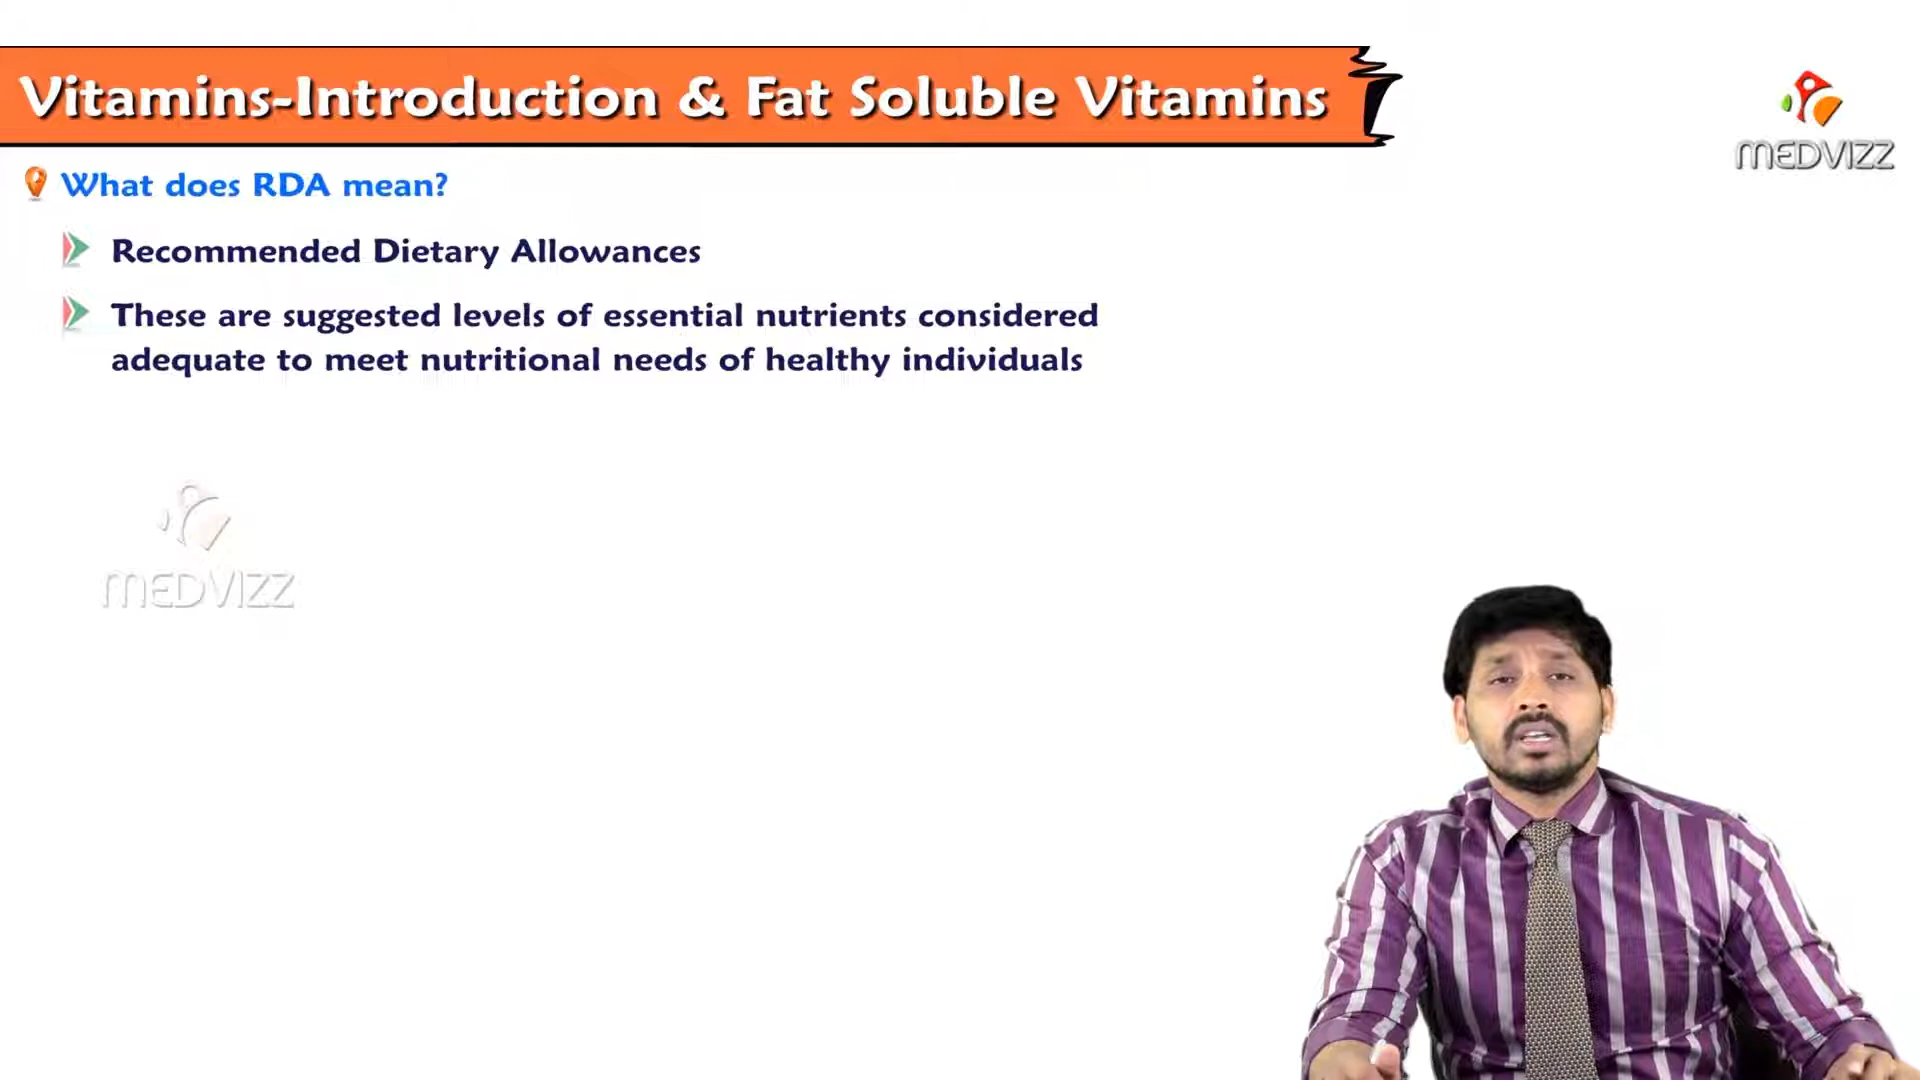 Vitamins-Introduction & Fat Soluble Vitamins
MEDVIZZ
What does RDA mean?
Recommended Dietary Allowances
These are suggested levels of essential nutrients considered
adequate to meet nutritional needs of healthy individuals
MEDVIZZ